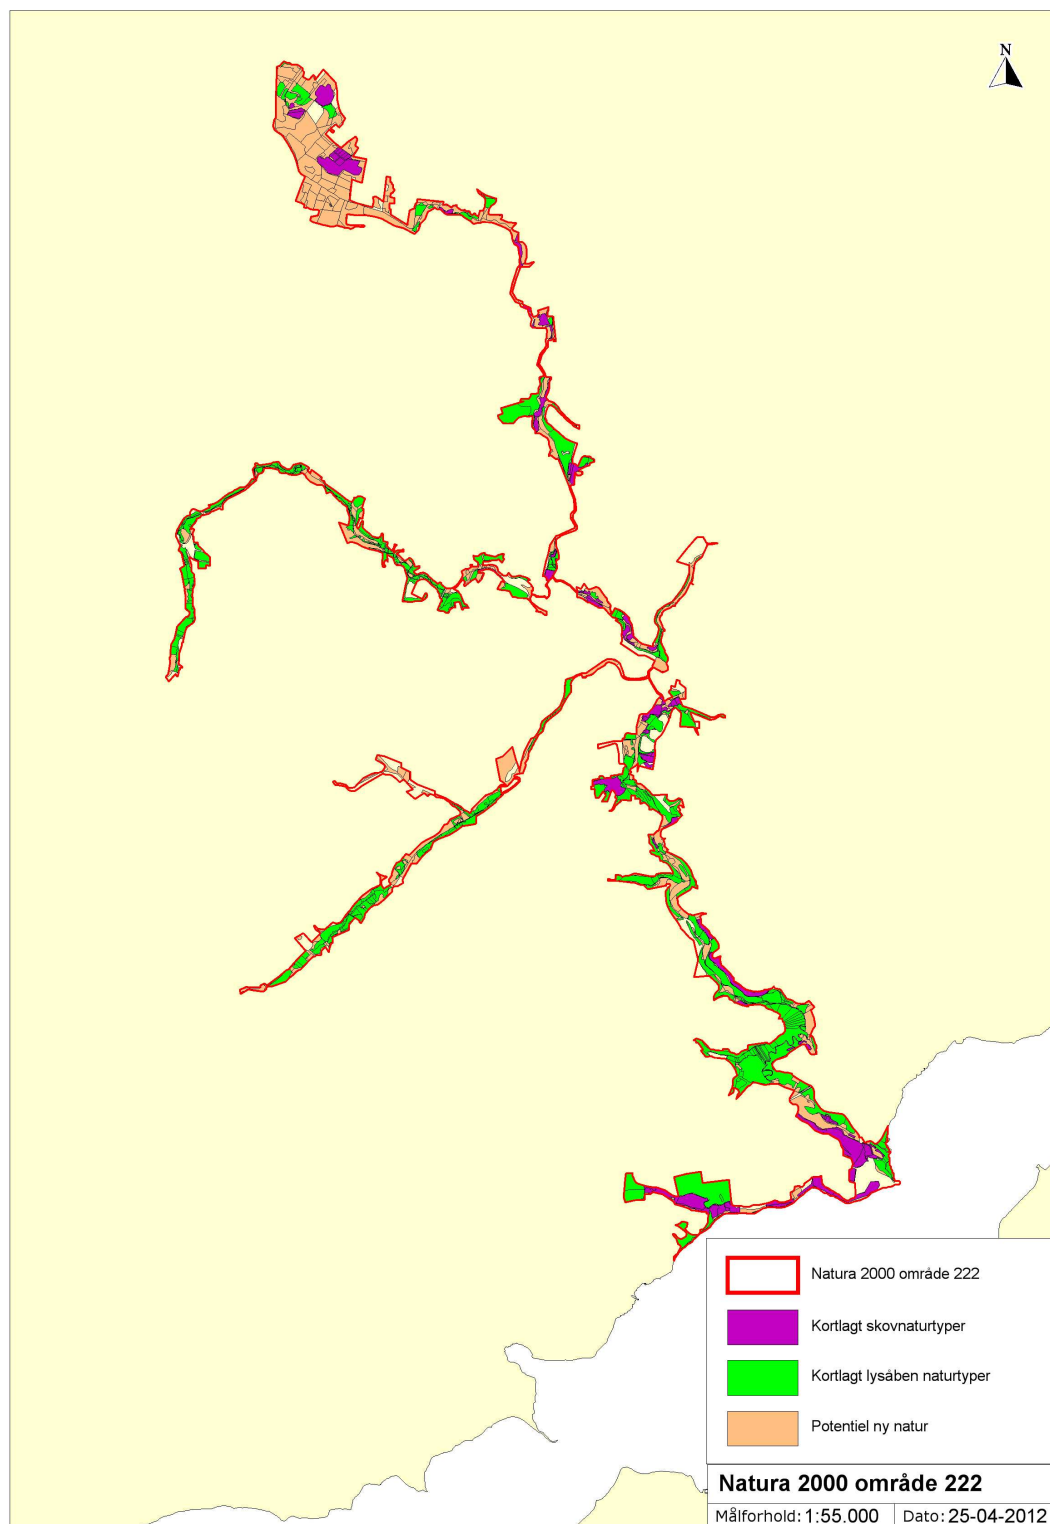 N
Natura 2000 område 222
Kortlagt skovnaturtyper
Kortlagt lysåben naturtyper
Potentiel ny natur
Natura 2000 område 222
Målforhold: 1:55.000 Dato: 25-04-2012